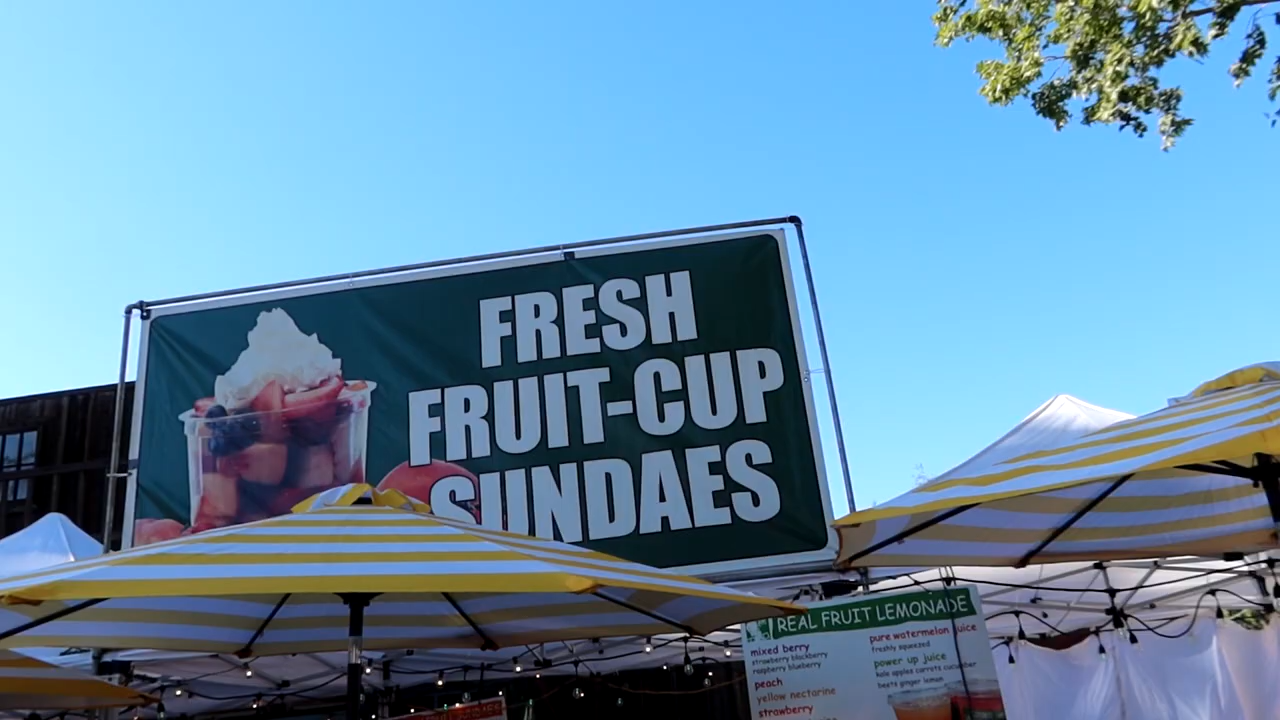 FRESH
FRUIT-CUP
SUNDAES
REAL FRUIT LEMONADE
mixed berry
strawberry blackberry
raspberry blueberry
peach
yellow nectarine
strawberry
pure watermelon juice
freshly squeezed
power up juice
kale apples carrots cucumber
beets ginger lemon